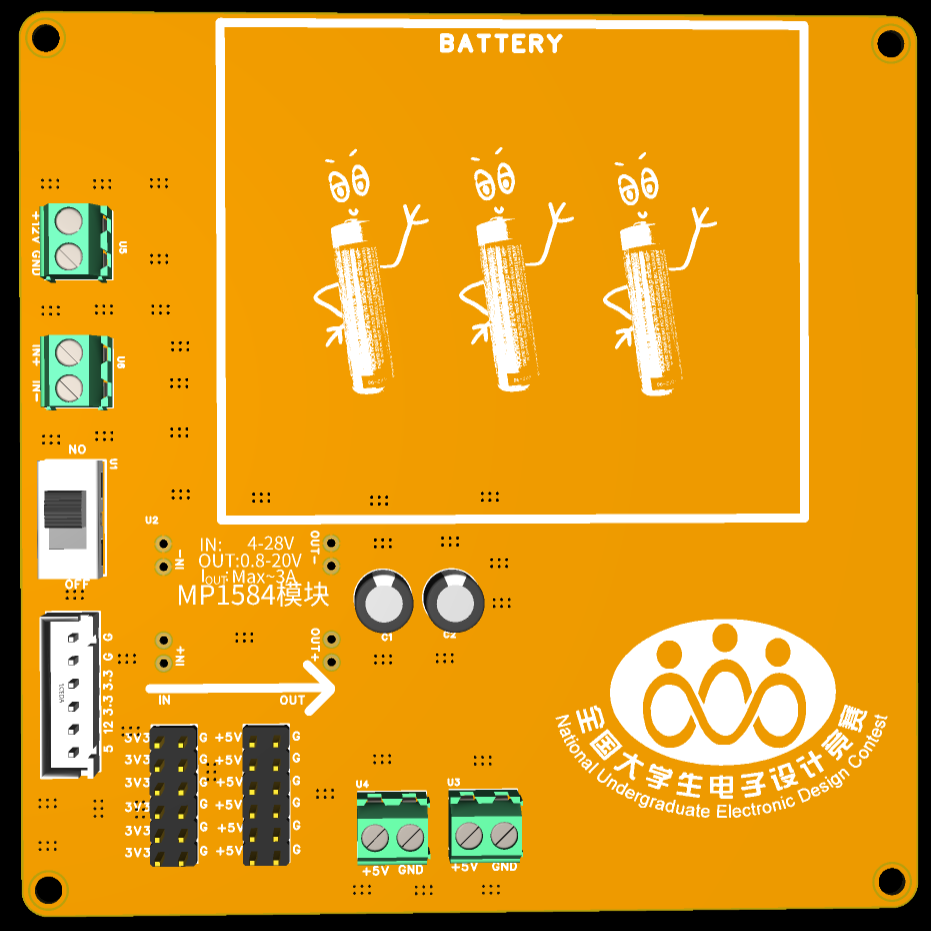 BATTERY
+12V GND
U5
IN+ IN-
U6
NO
U1
OFF
U2
IN-
OUT-
IN: 4-28V
OUT:0.8-20V
IOUT:Max~3A
MP1584模块
IN+
OUT+
IN
OUT
C1
C2
G
G
3.3
3.3
12
5
3V3 G +5V G
3V3 G +5V G
3V3 G +5V G
3V3 G +5V G
3V3 G +5V G
3V3 G +5V G
U4
U3
+5V GND
+5V GND
全国大学生电子设计竞赛
National Undergraduate Electronic Design Contest